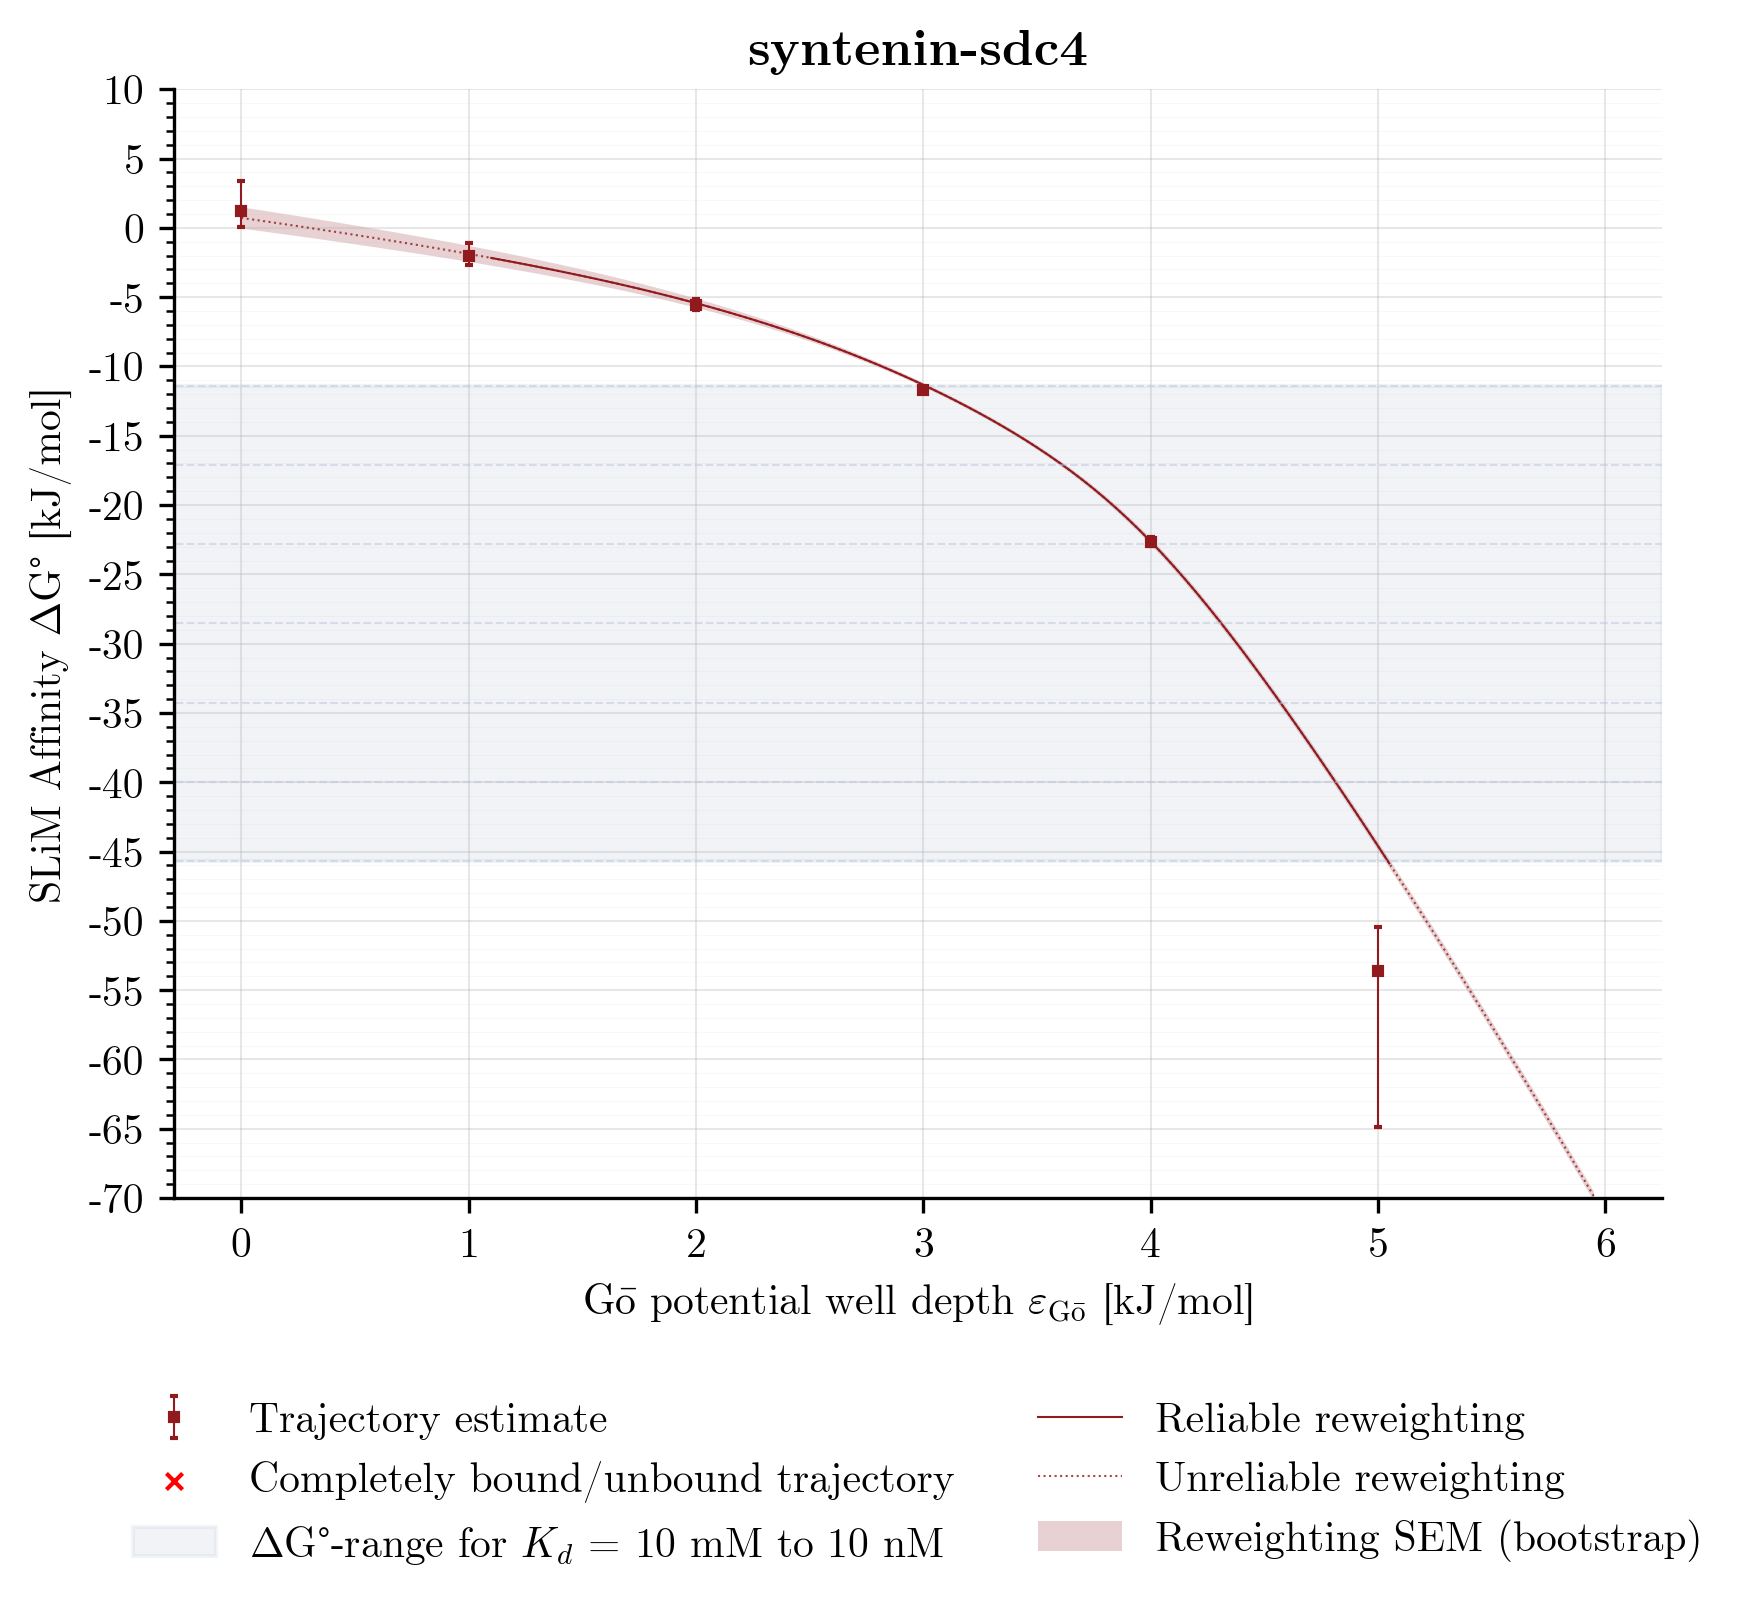 syntenin-sdc4
10
5
0
-5
-10
-15
-20
-25
-30
-35
-40
-45
-50
-55
-60
-65
-70
SLiM Affinity ΔG° [kJ/mol]
0 1 2 3 4 5 6
Gō potential well depth ε_Gō [kJ/mol]
Trajectory estimate
Completely bound/unbound trajectory
ΔG°-range for K_d = 10 mM to 10 nM
Reliable reweighting
Unreliable reweighting
Reweighting SEM (bootstrap)